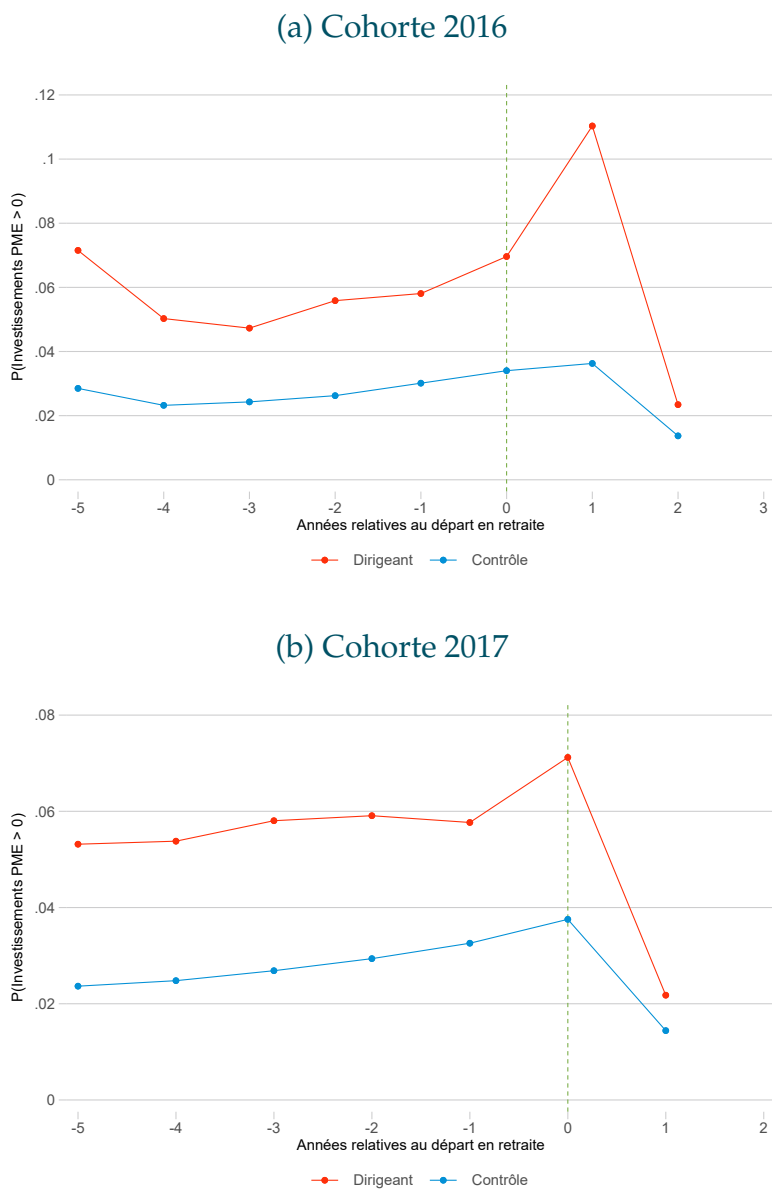 (a) Cohorte 2016
P(Investissements PME > 0)
.12
.1
.08
.06
.04
.02
0
-5 -4 -3 -2 -1 0 1 2 3
Années relatives au départ en retraite
Dirigeant Contrôle
(b) Cohorte 2017
P(Investissements PME > 0)
.08
.06
.04
.02
0
-5 -4 -3 -2 -1 0 1 2
Années relatives au départ en retraite
Dirigeant Contrôle